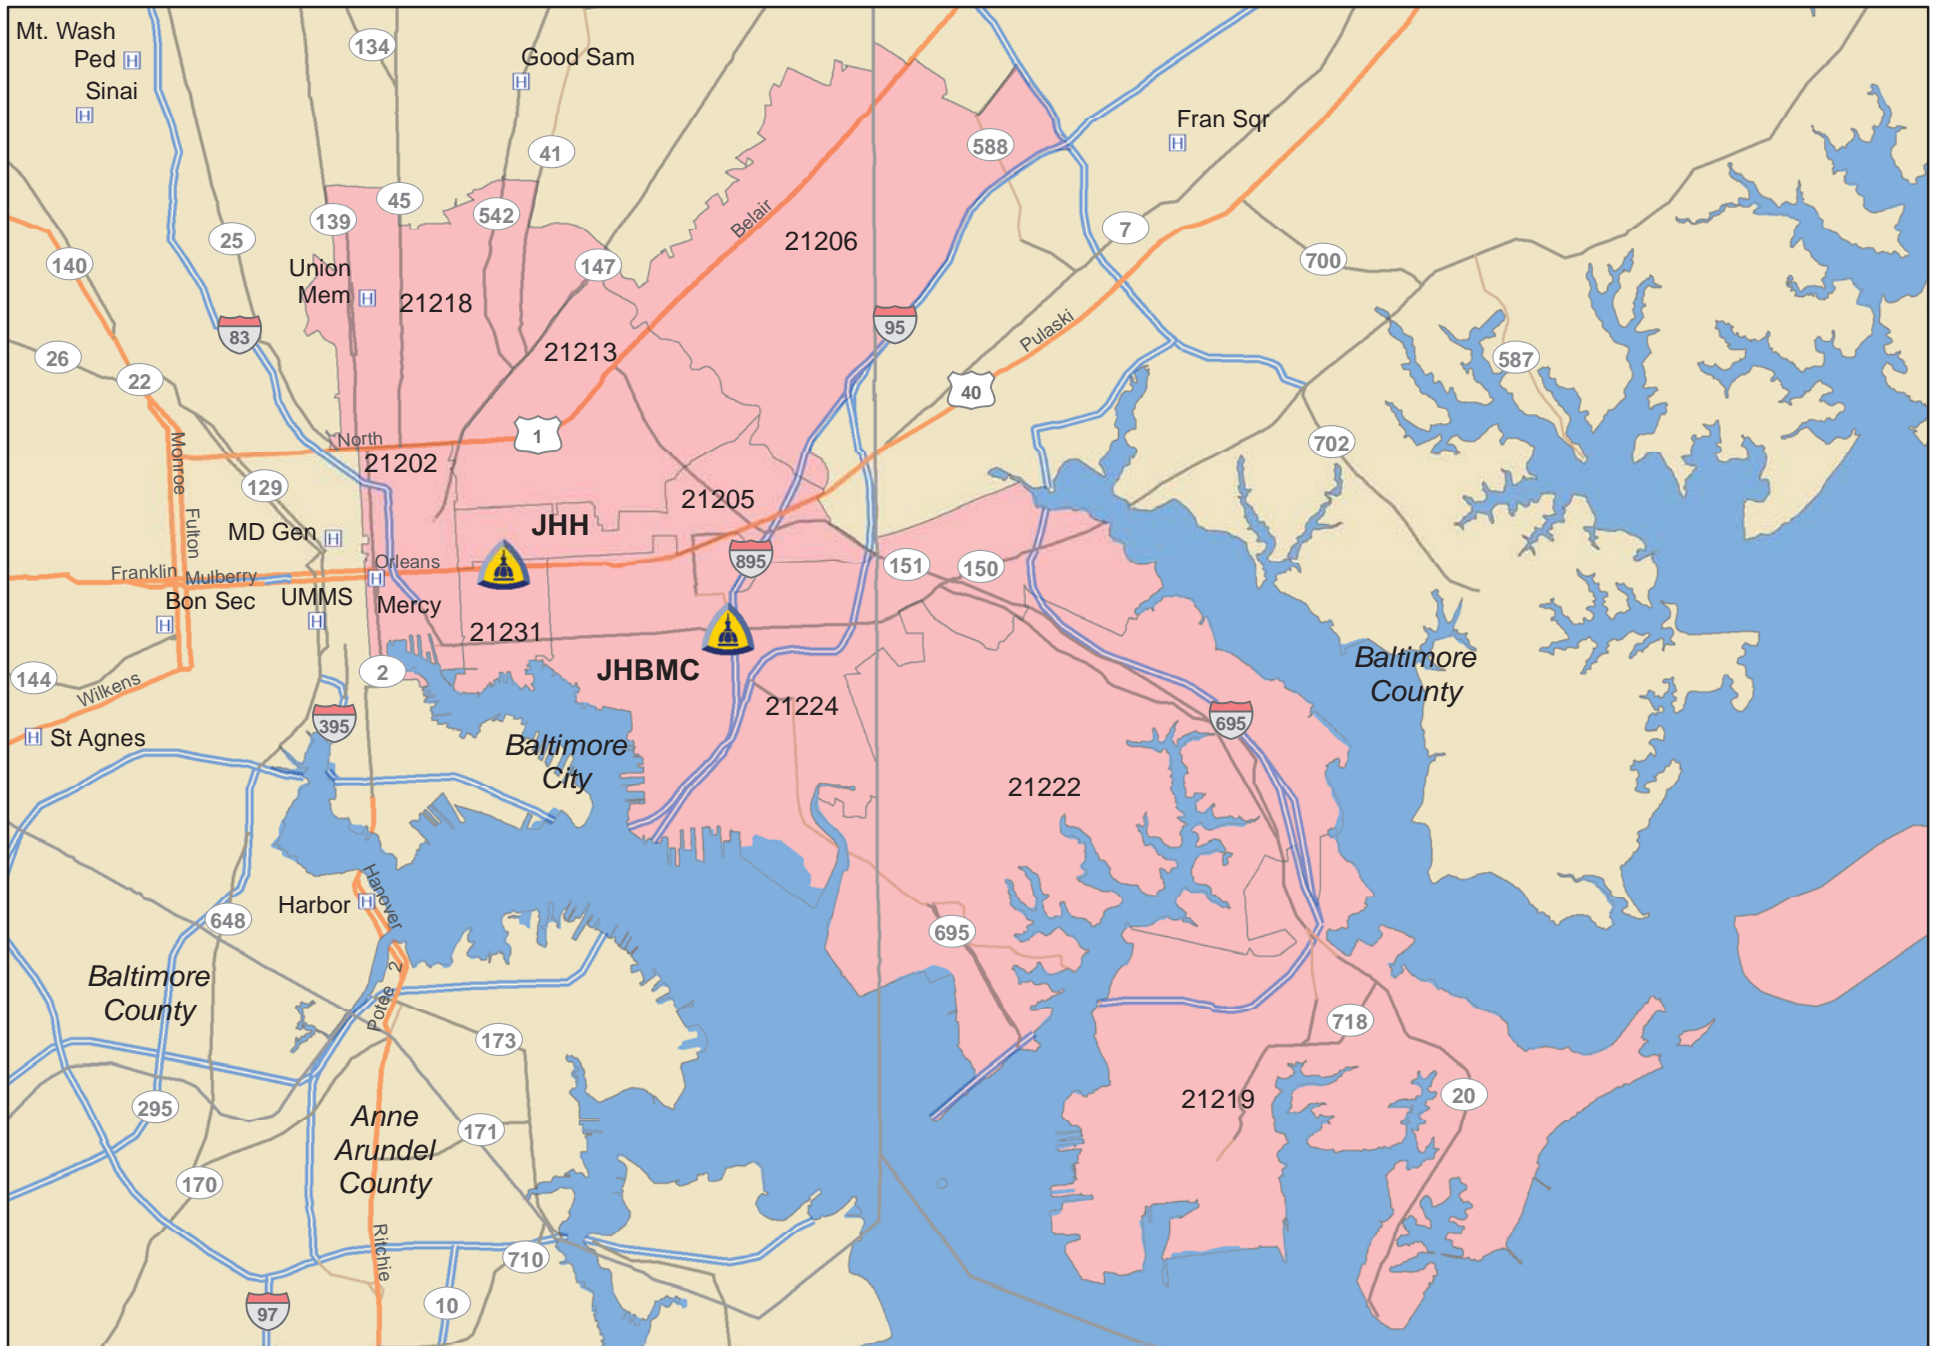 Mt. Wash
Ped H
Sinai
H
134
Good Sam
H
41
Fran Sqr
H
588
139
45
542
25
7
140
147
Belair
21206
700
Union
Mem H
21218
83
95
Pulaski
26
22
21213
40
587
1
North
21202
702
Monroe
129
21205
Fulton
MD Gen H
JHH
Orleans
895
151
150
Franklin
Mulberry
H
Bon Sec
H
UMMS
H
Mercy
21231
JHBMC
144
Wilkens
2
21224
Baltimore
County
H St Agnes
395
Baltimore
City
695
21222
Hanover
Harbor H
648
695
Baltimore
County
Potee 2
173
718
295
Anne
Arundel
County
171
21219
20
170
Ritchie
710
10
97